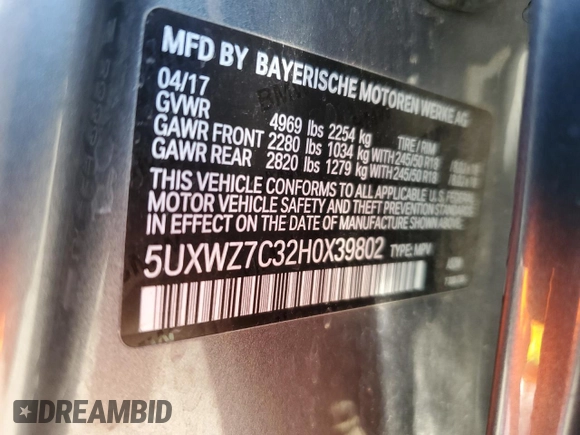 MFD BY BAYERISCHE MOTOREN WERKE AG
04/17
GVWR 4969 lbs 2254 kg TIRE / RIM
GAWR FRONT 2280 lbs 1034 kg WITH 245/50 R18
GAWR REAR 2820 lbs 1279 kg WITH 245/50 R18
THIS VEHICLE CONFORMS TO ALL APPLICABLE U.S. FEDERAL
MOTOR VEHICLE SAFETY AND THEFT PREVENTION STANDARDS
IN EFFECT ON THE DATE OF MANUFACTURE SHOWN ABOVE.
5UXWZ7C32H0X39802 TYPE: MPV
DREAMBID